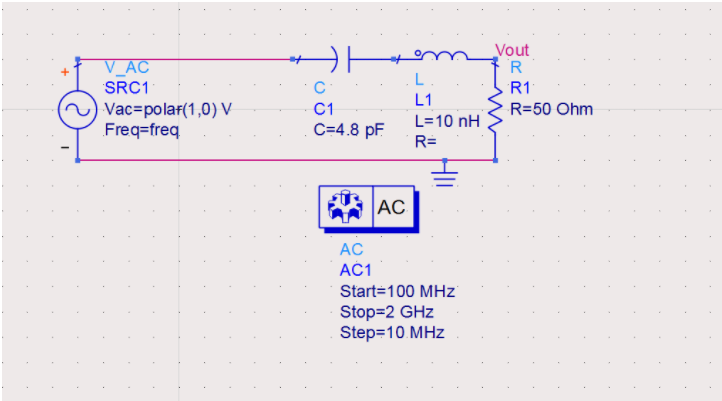 +
V_AC
SRC1
Vac=polar(1,0) V
Freq=freq
−
C
C1
C=4.8 pF
L
L1
L=10 nH
R=
Vout
R
R1
R=50 Ohm
AC
AC
AC1
Start=100 MHz
Stop=2 GHz
Step=10 MHz